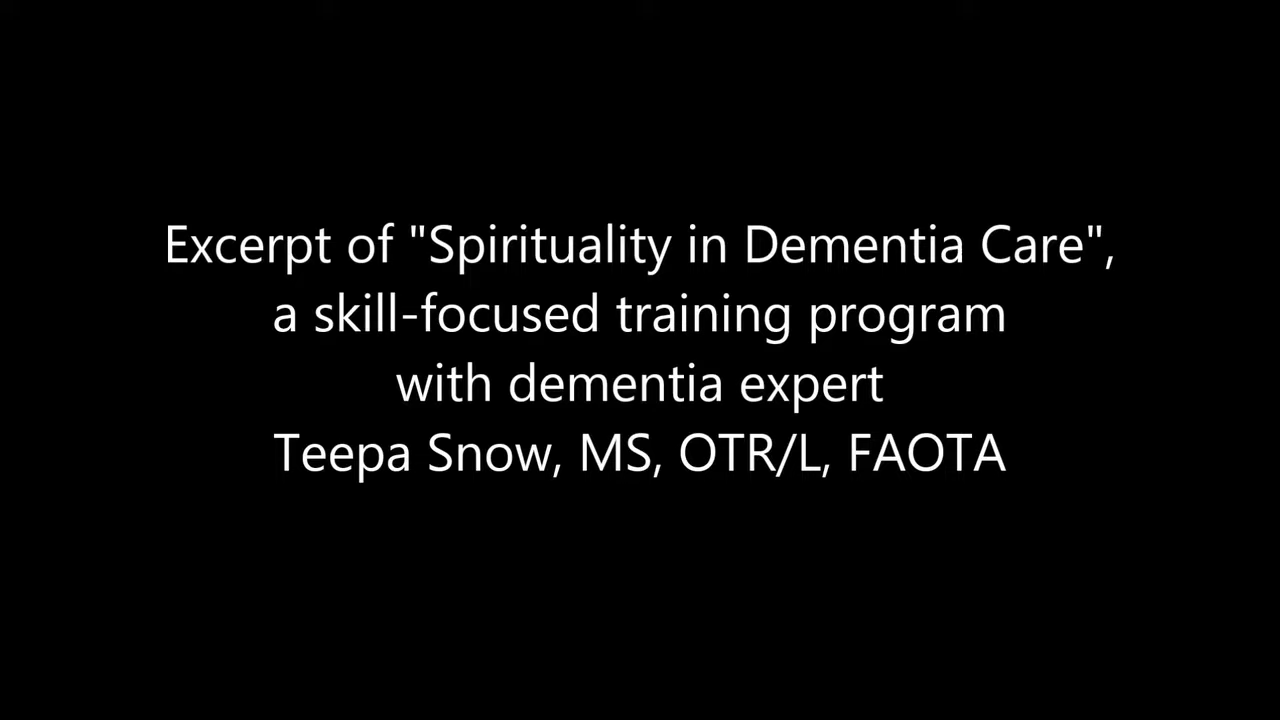 Excerpt of "Spirituality in Dementia Care",
a skill-focused training program
with dementia expert
Teepa Snow, MS, OTR/L, FAOTA